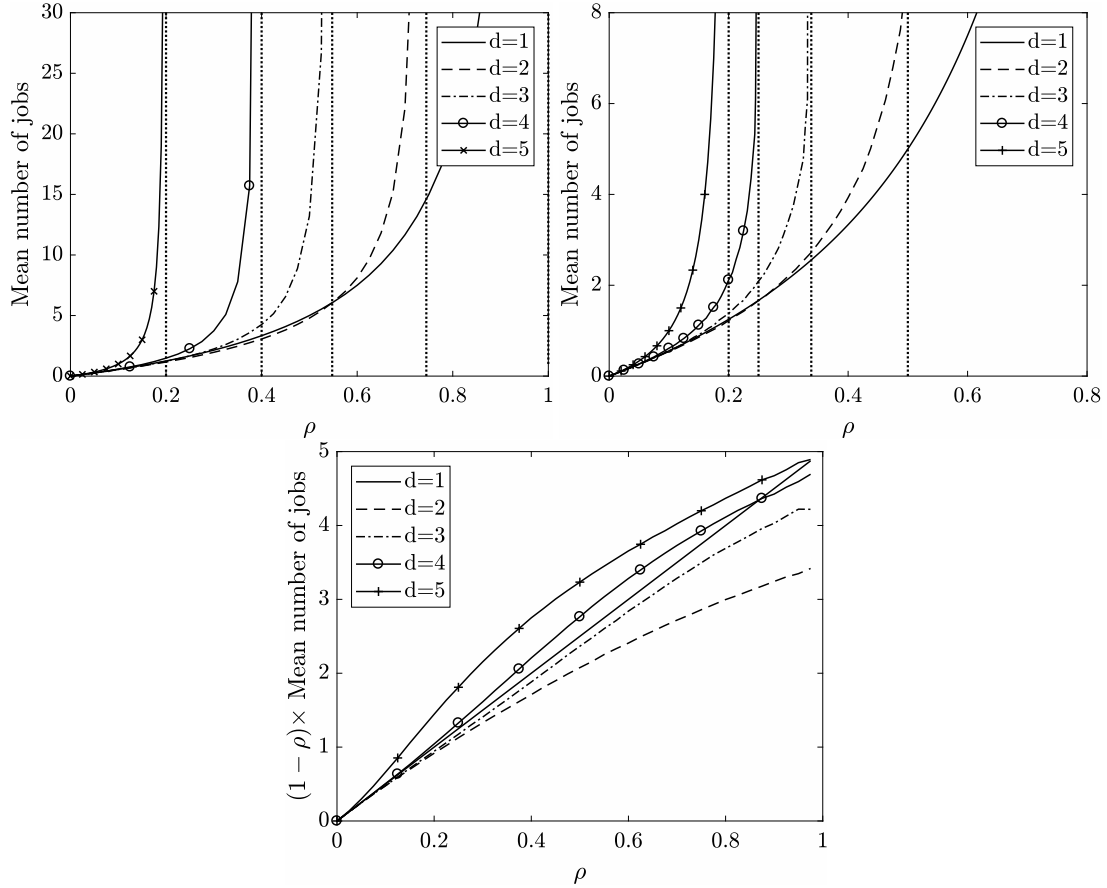 Mean number of jobs
30
25
20
15
10
5
0
0 0.2 0.4 0.6 0.8 1
ρ
d=1
d=2
d=3
d=4
d=5
Mean number of jobs
8
6
4
2
0
0 0.2 0.4 0.6 0.8
ρ
d=1
d=2
d=3
d=4
d=5
(1 − ρ)× Mean number of jobs
5
4
3
2
1
0
0 0.2 0.4 0.6 0.8 1
ρ
d=1
d=2
d=3
d=4
d=5